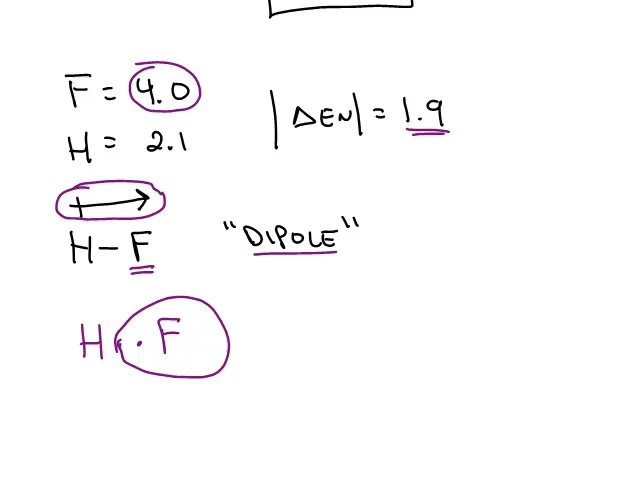 F = 4.0
H = 2.1
|ΔEN| = 1.9
H–F
"DIPOLE"
H F